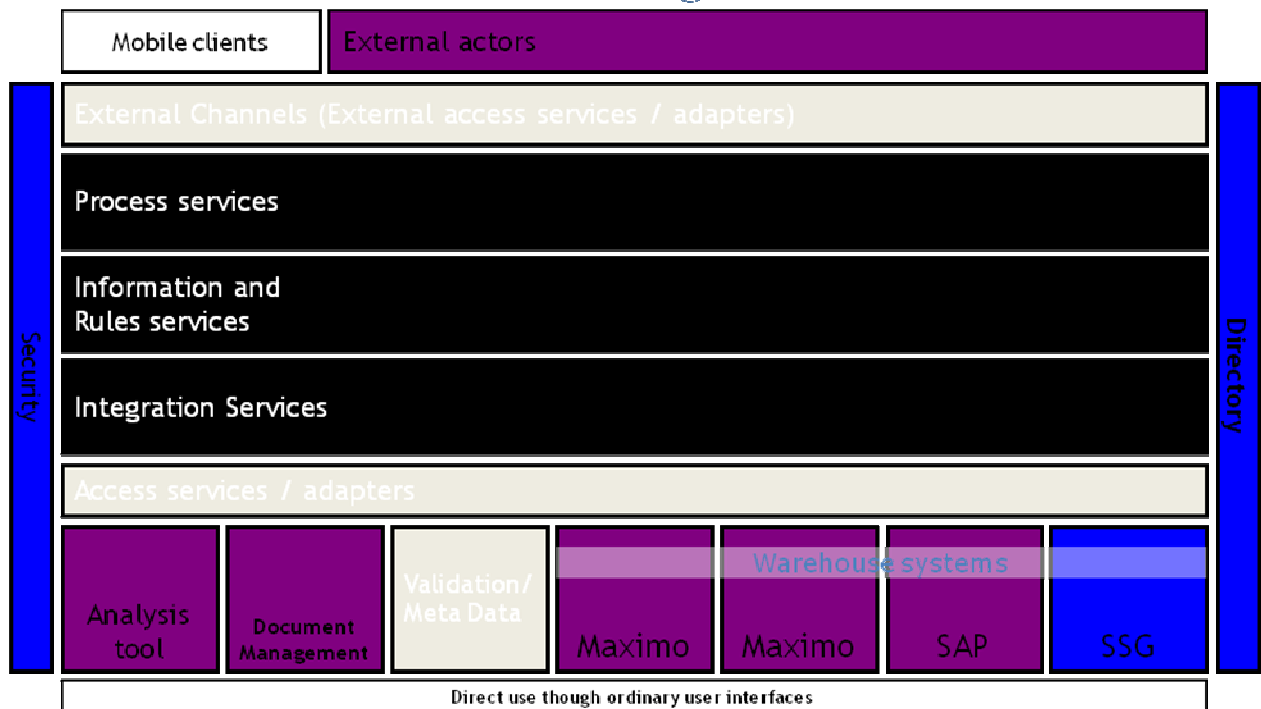 Mobile clients
External actors
External Channels (External access services / adapters)
Process services
Information and
Rules services
Integration Services
Security
Directory
Access services / adapters
Warehouse systems
Analysis
tool
Document
Management
Validation/
Meta Data
Maximo
Maximo
SAP
SSG
Direct use though ordinary user interfaces